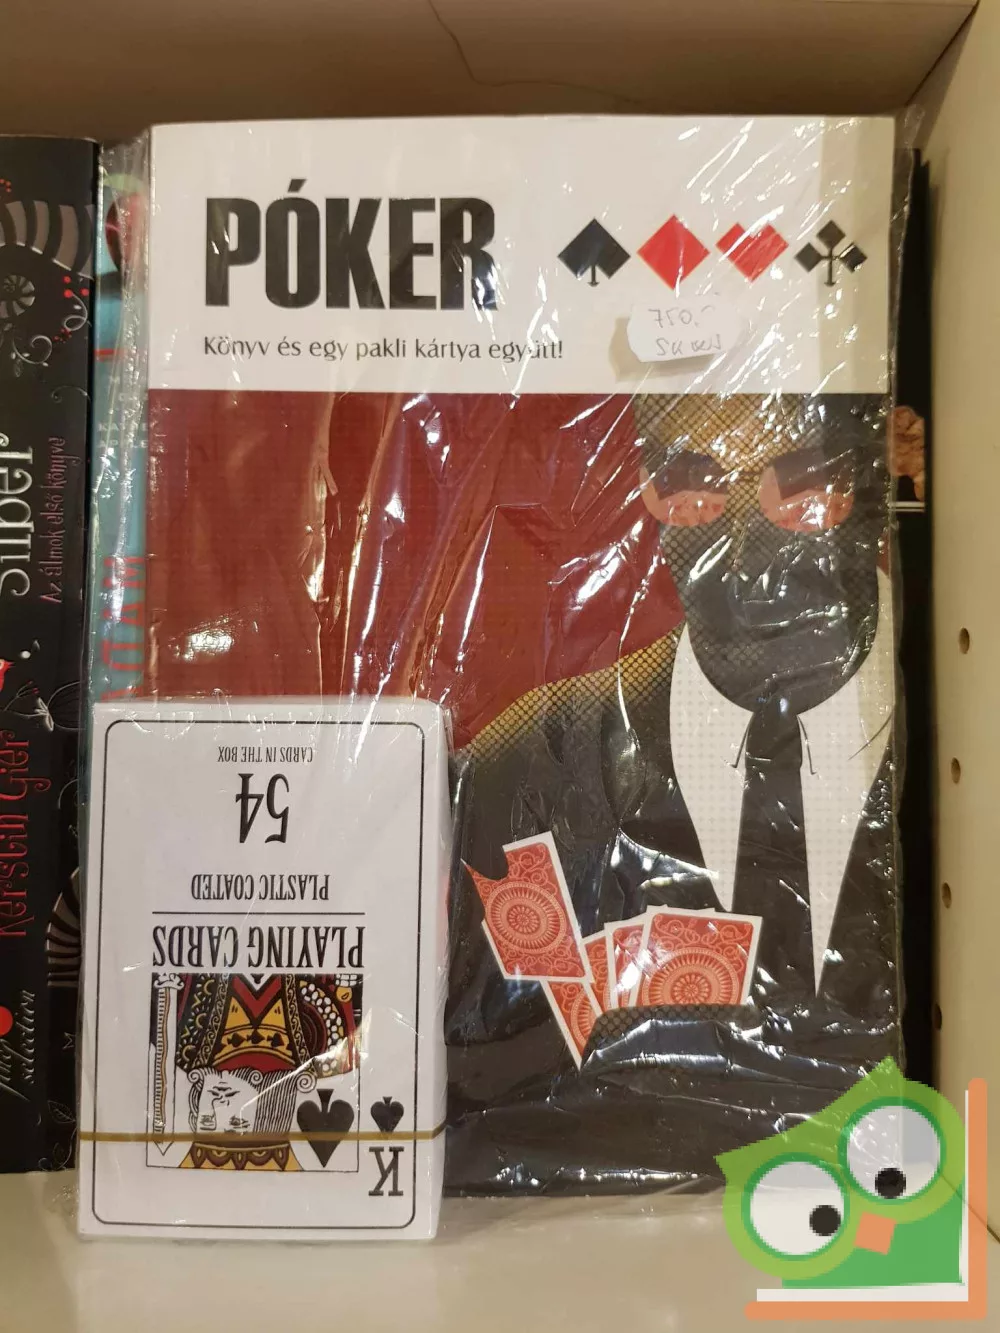 PÓKER
Könyv és egy pakli kártya együtt!
750.-
54
CARDS IN THE BOX
PLASTIC COATED
PLAYING CARDS
K
Silber
Az álmok első könyve
Kerstin Gier
selection